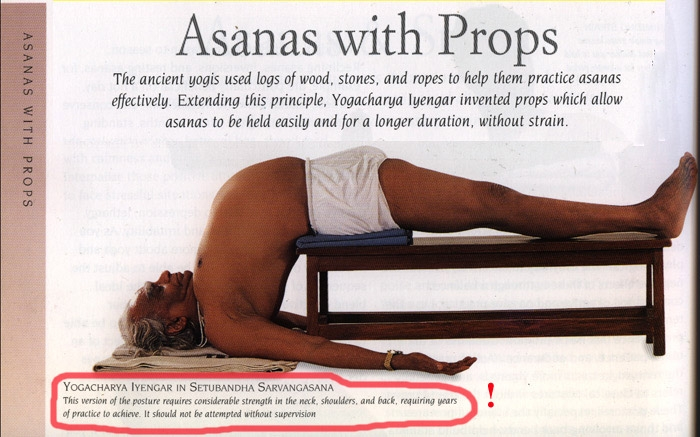 ASANAS WITH PROPS
Asanas with Props
The ancient yogis used logs of wood, stones, and ropes to help them practice asanas
effectively. Extending this principle, Yogacharya Iyengar invented props which allow
asanas to be held easily and for a longer duration, without strain.
YOGACHARYA IYENGAR IN SETUBANDHA SARVANGASANA
This version of the posture requires considerable strength in the neck, shoulders, and back, requiring years
of practice to achieve. It should not be attempted without supervision
!